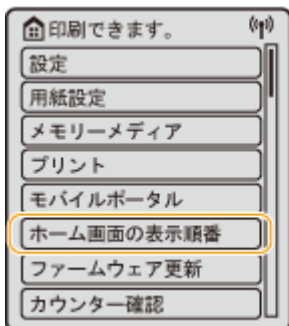 印刷できます。
設定
用紙設定
メモリーメディア
プリント
モバイルポータル
ホーム画面の表示順番
ファームウェア更新
カウンター確認